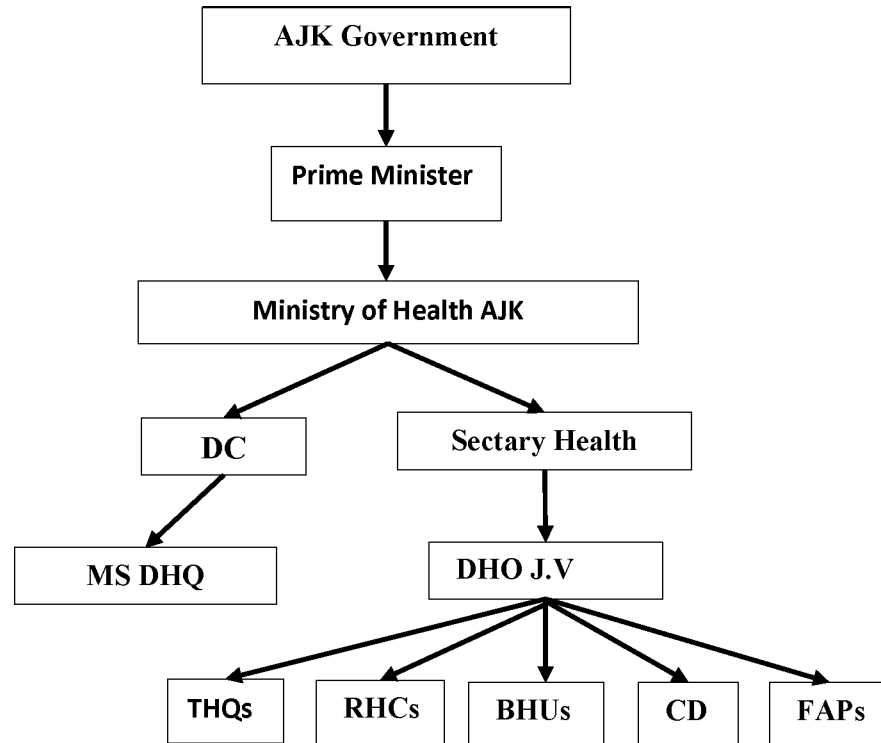 AJK Government
Prime Minister
Ministry of Health AJK
DC
Sectary Health
MS DHQ
DHO J.V
THQs
RHCs
BHUs
CD
FAPs